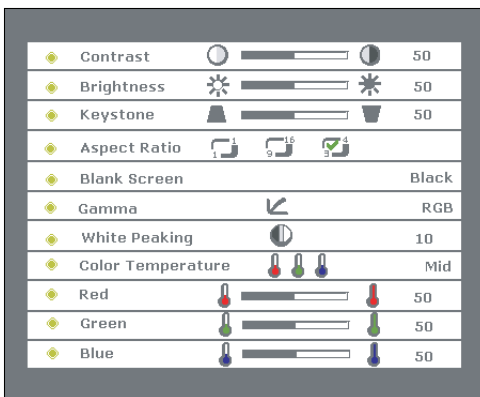 Contrast 50
Brightness 50
Keystone 50
Aspect Ratio 1 1 9 16 3 4
Blank Screen Black
Gamma RGB
White Peaking 10
Color Temperature Mid
Red 50
Green 50
Blue 50